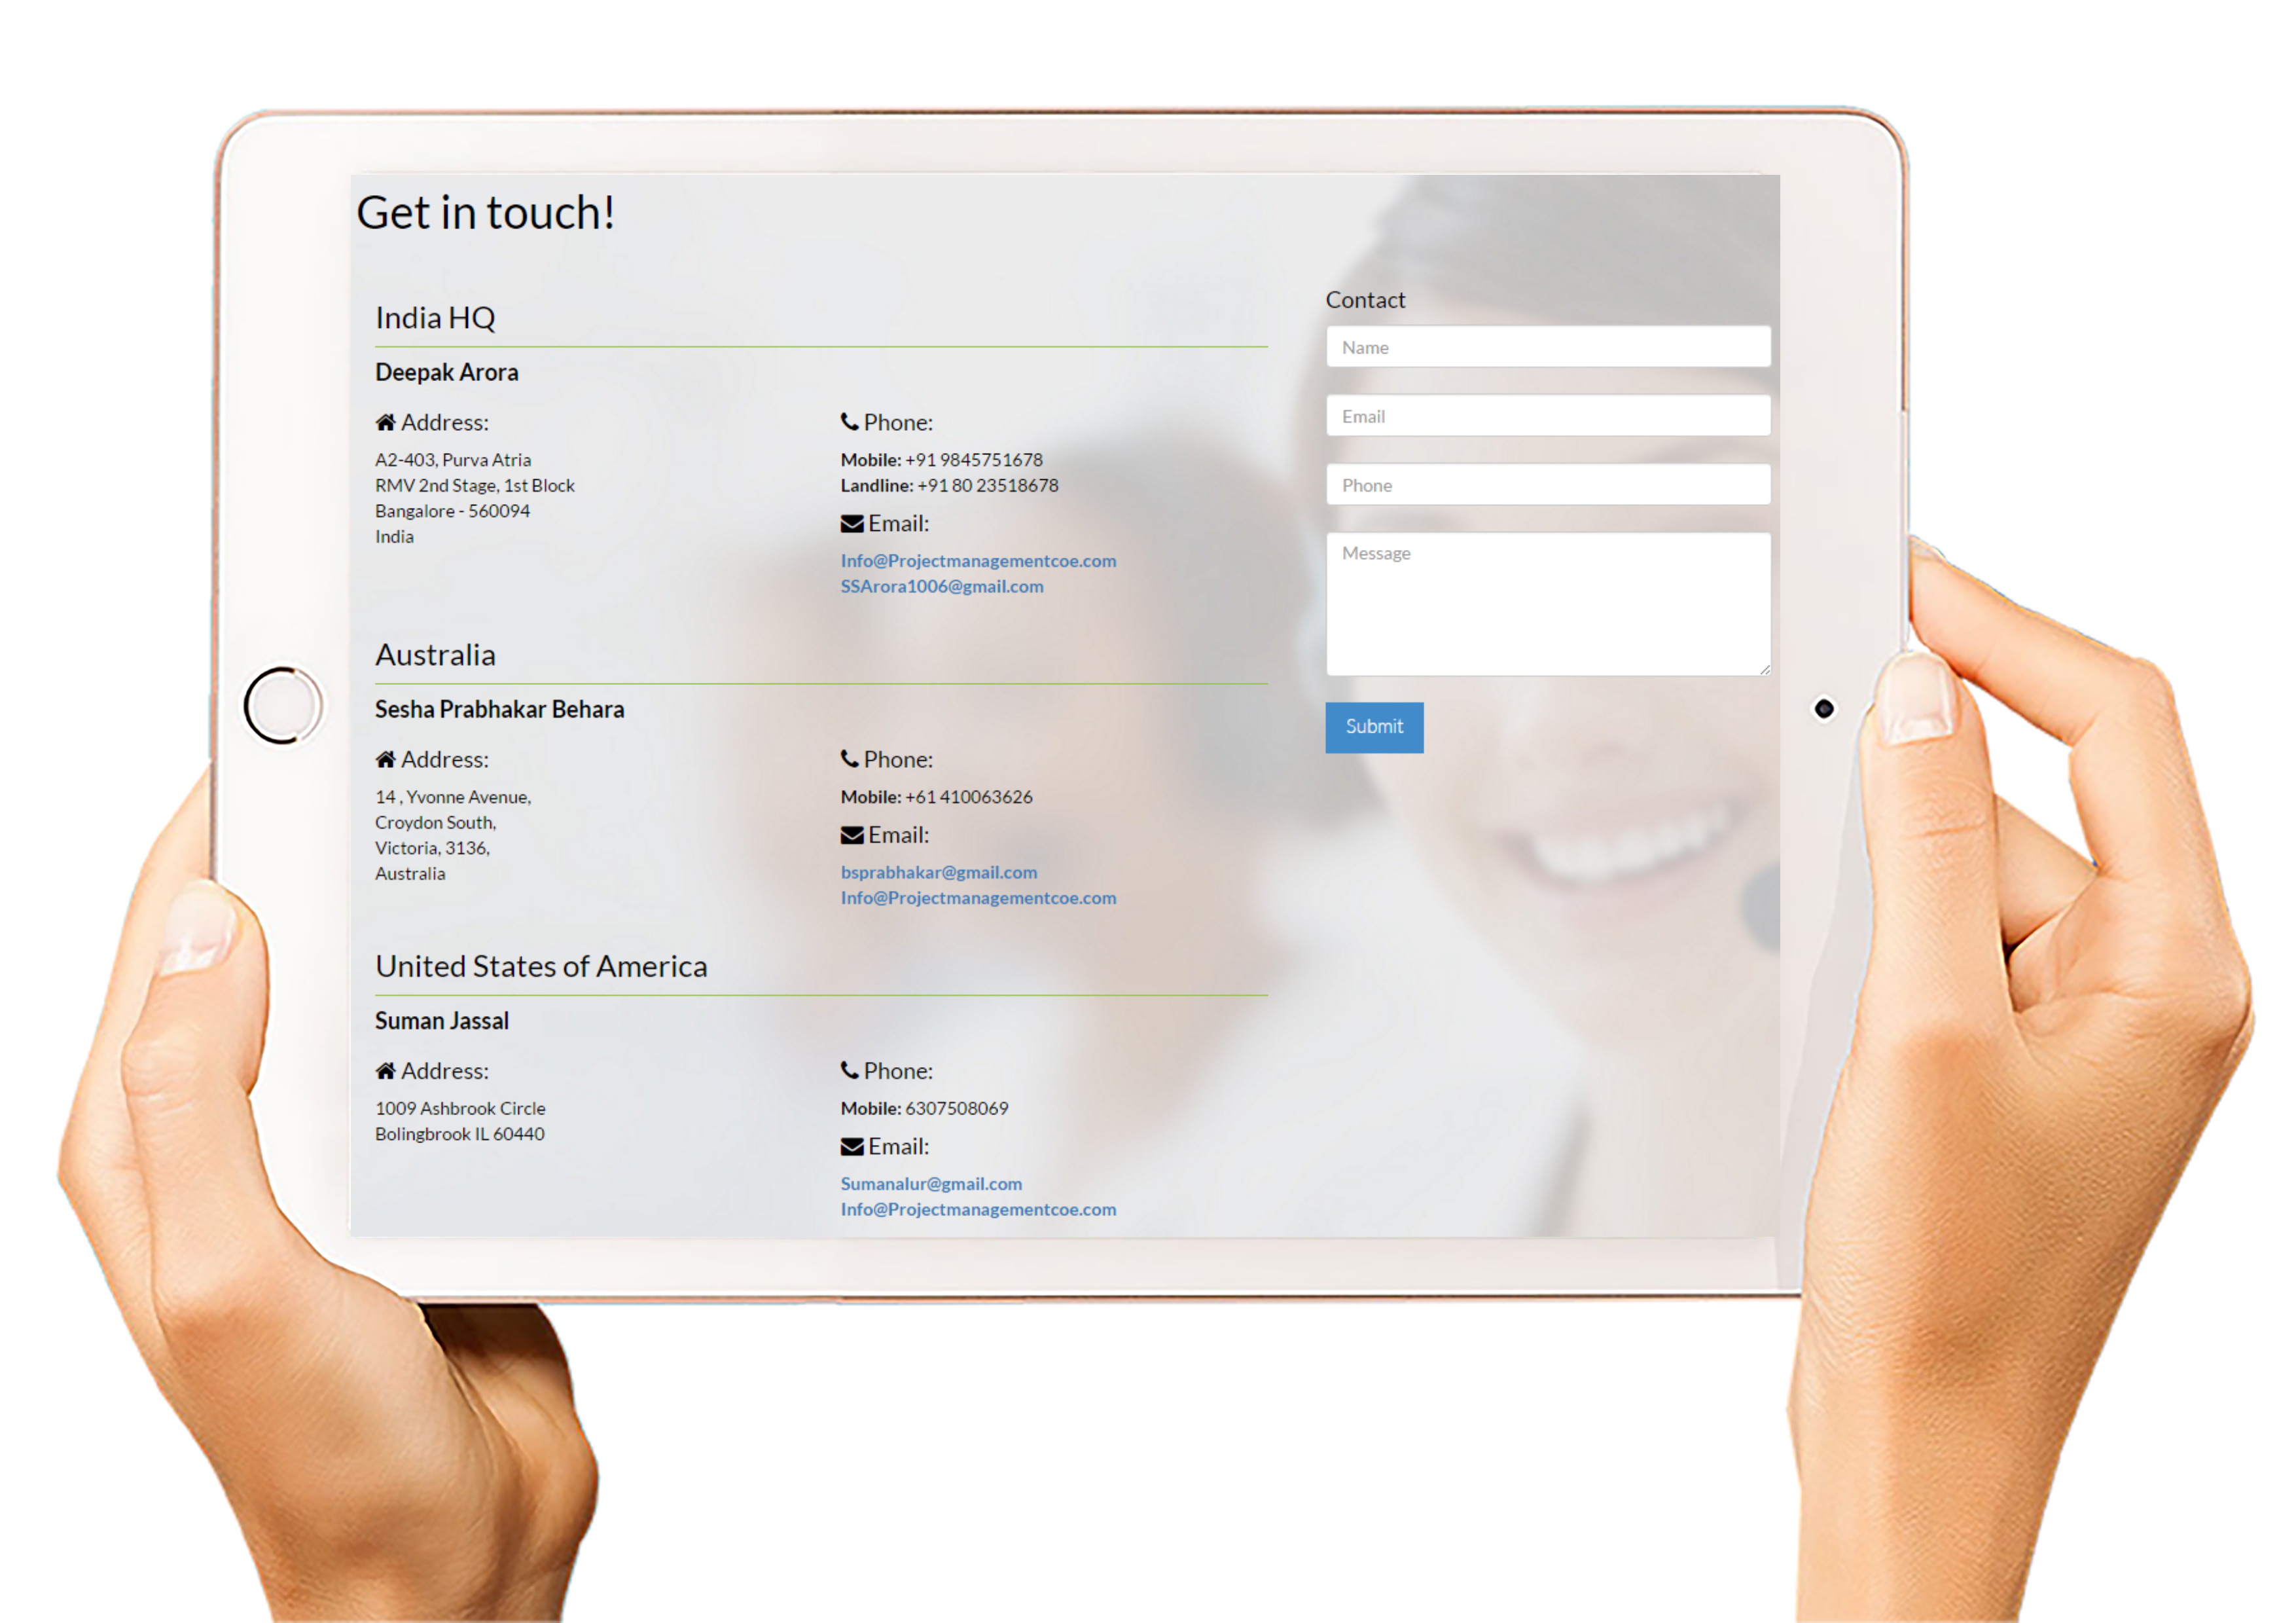 Get in touch!
India HQ
Deepak Arora
Address:
A2-403, Purva Atria
RMV 2nd Stage, 1st Block
Bangalore - 560094
India
Phone:
Mobile: +91 9845751678
Landline: +91 80 23518678
Email:
Info@Projectmanagementcoe.com
SSArora1006@gmail.com
Australia
Sesha Prabhakar Behara
Address:
14 , Yvonne Avenue,
Croydon South,
Victoria, 3136,
Australia
Phone:
Mobile: +61 410063626
Email:
bsprabhakar@gmail.com
Info@Projectmanagementcoe.com
United States of America
Suman Jassal
Address:
1009 Ashbrook Circle
Bolingbrook IL 60440
Phone:
Mobile: 6307508069
Email:
Sumanalur@gmail.com
Info@Projectmanagementcoe.com
Contact
Name
Email
Phone
Message
Submit